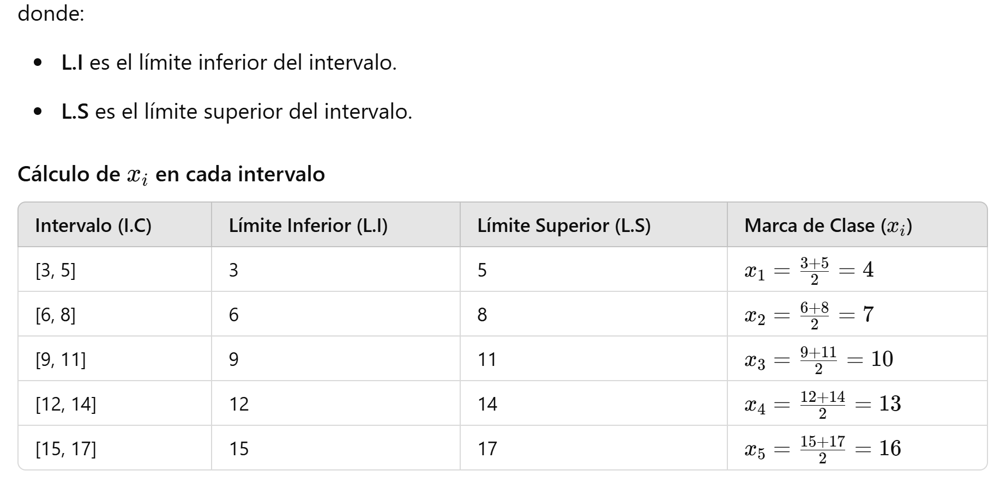 donde:
• L.I es el límite inferior del intervalo.
• L.S es el límite superior del intervalo.
Cálculo de $x_i$ en cada intervalo
Intervalo (I.C) Límite Inferior (L.I) Límite Superior (L.S) Marca de Clase ($x_i$)
[3, 5] 3 5 $x_1 = \frac{3+5}{2} = 4$
[6, 8] 6 8 $x_2 = \frac{6+8}{2} = 7$
[9, 11] 9 11 $x_3 = \frac{9+11}{2} = 10$
[12, 14] 12 14 $x_4 = \frac{12+14}{2} = 13$
[15, 17] 15 17 $x_5 = \frac{15+17}{2} = 16$